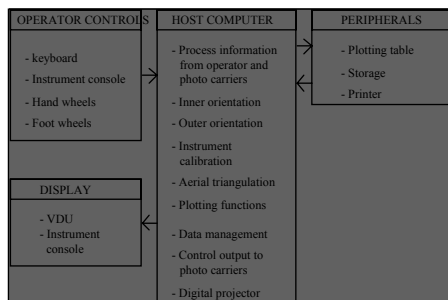 OPERATOR CONTROLS
- keyboard
- Instrument console
- Hand wheels
- Foot wheels
DISPLAY
- VDU
- Instrument
console
HOST COMPUTER
- Process information
from operator and
photo carriers
- Inner orientation
- Outer orientation
- Instrument
calibration
- Aerial triangulation
- Plotting functions
- Data management
- Control output to
photo carriers
- Digital projector
PERIPHERALS
- Plotting table
- Storage
- Printer